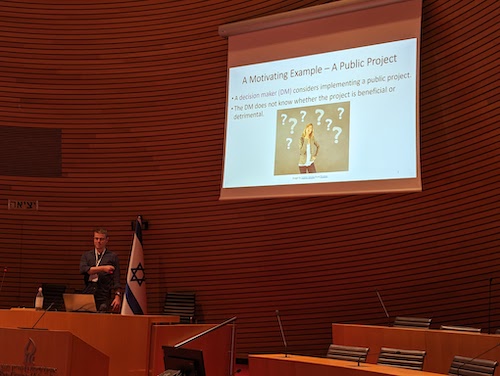 A Motivating Example – A Public Project
• A decision maker (DM) considers implementing a public project.
• The DM does not know whether the project is beneficial or
detrimental.
יציאה